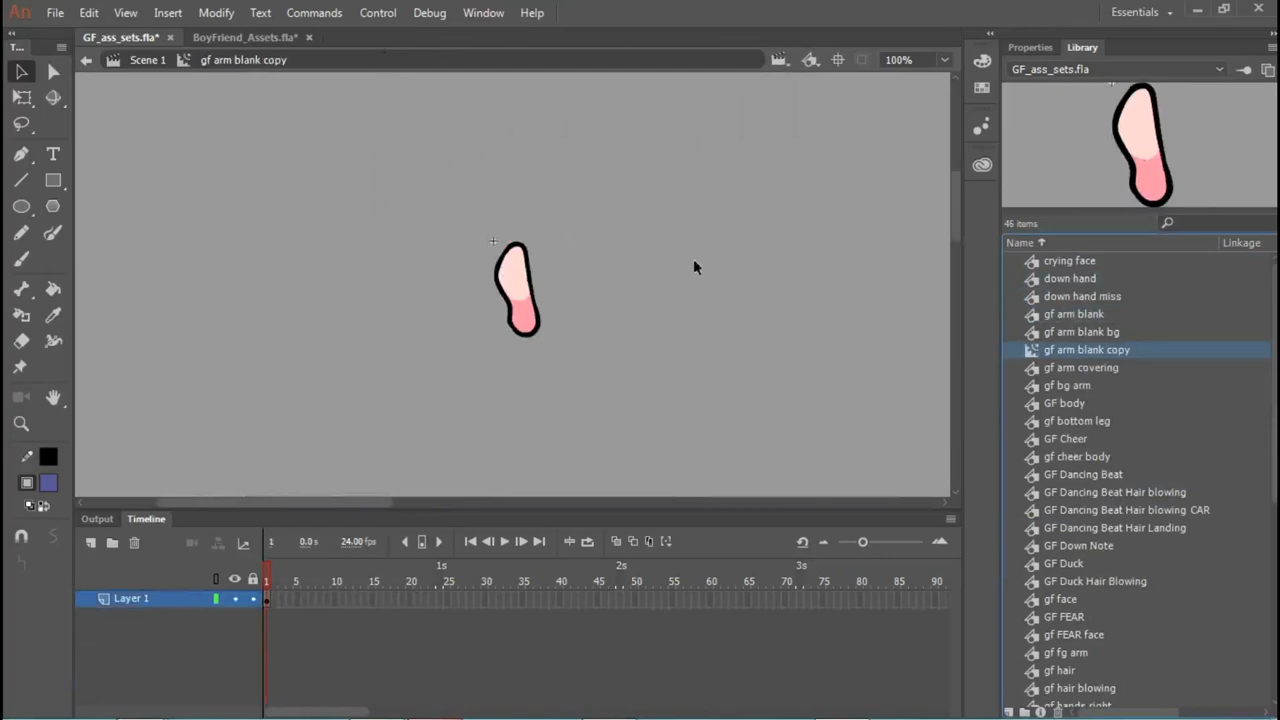 An File Edit View Insert Modify Text Commands Control Debug Window Help Essentials
GF_ass_sets.fla* × BoyFriend_Assets.fla* ×
Scene 1 gf arm blank copy 100%
T...
Properties Library
GF_ass_sets.fla
45 items
Name Linkage
crying face
down hand
down hand miss
gf arm blank
gf arm blank bg
gf arm blank copy
gf arm covering
gf bg arm
GF body
gf bottom leg
GF Cheer
gf cheer body
GF Dancing Beat
GF Dancing Beat Hair blowing
GF Dancing Beat Hair blowing CAR
GF Dancing Beat Hair Landing
GF Down Note
GF Duck
GF Duck Hair Blowing
gf face
GF FEAR
gf FEAR face
gf fg arm
gf hair
gf hair blowing
gf hands right
Output Timeline
1 0.0s 24.00fps
1s 2s 3s
1 5 10 15 20 25 30 35 40 45 50 55 60 65 70 75 80 85 90
Layer 1